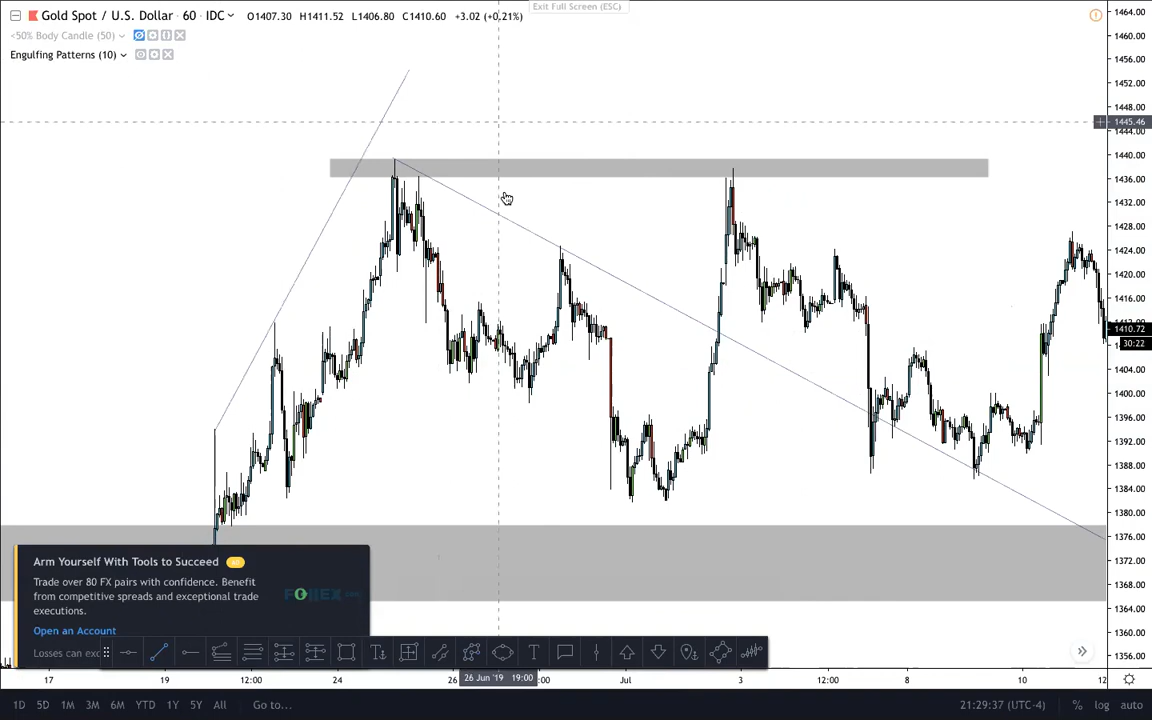 Gold Spot / U.S. Dollar · 60 · IDC O1407.30 H1411.52 L1406.80 C1410.60 +3.02 (+0.21%)
Exit Full Screen (ESC)
<50% Body Candle (50)
Engulfing Patterns (10)
1464.00
1460.00
1456.00
1452.00
1448.00
1445.46
1444.00
1440.00
1436.00
1432.00
1428.00
1424.00
1420.00
1416.00
1410.72
30:22
1404.00
1400.00
1396.00
1392.00
1388.00
1384.00
1380.00
1376.00
1372.00
1368.00
1364.00
1360.00
1356.00
Arm Yourself With Tools to Succeed ad
Trade over 80 FX pairs with confidence. Benefit
from competitive spreads and exceptional trade
executions.
Open an Account
Losses can exc
17 19 12:00 24 26 26 Jun '19 19:00 :00 Jul 3 12:00 8 10 12
1D 5D 1M 3M 6M YTD 1Y 5Y All Go to... 21:29:37 (UTC-4) % log auto